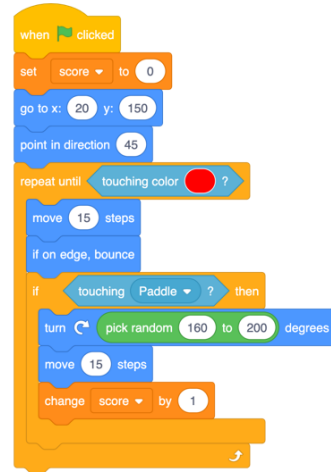 when clicked
set score to 0
go to x: 20 y: 150
point in direction 45
repeat until touching color ?
move 15 steps
if on edge, bounce
if touching Paddle ? then
turn pick random 160 to 200 degrees
move 15 steps
change score by 1